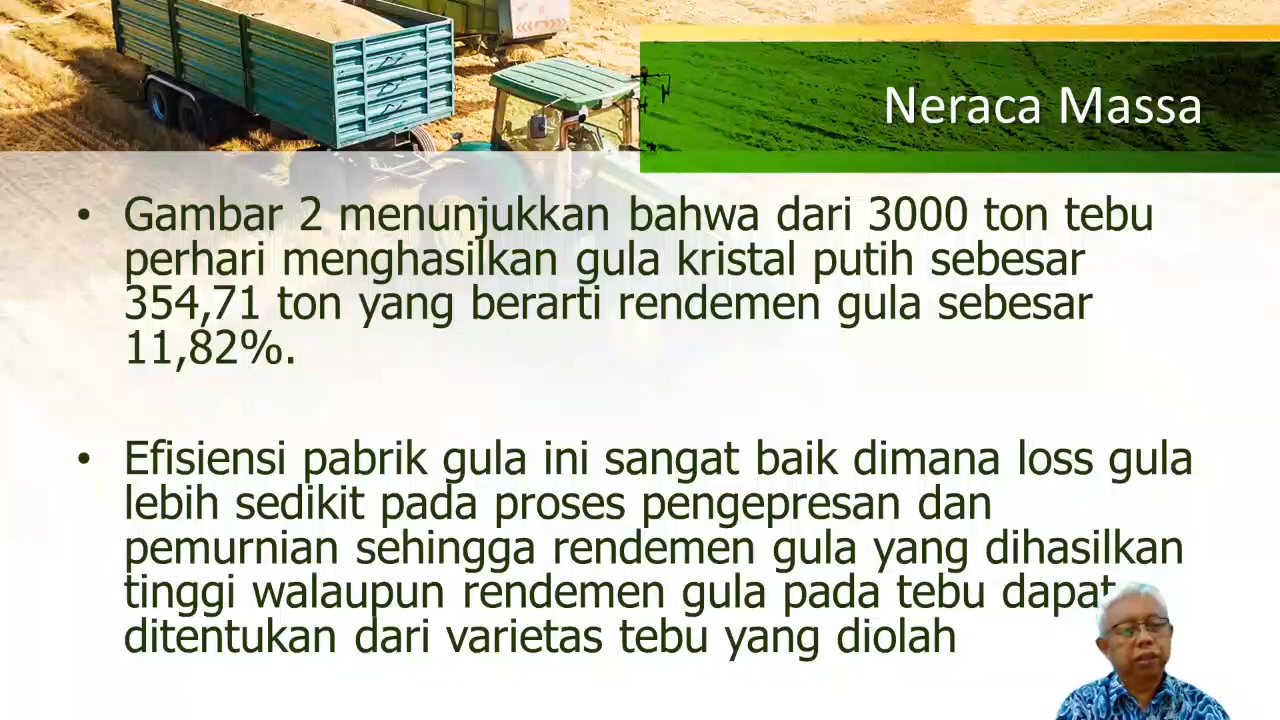 Neraca Massa
• Gambar 2 menunjukkan bahwa dari 3000 ton tebu
perhari menghasilkan gula kristal putih sebesar
354,71 ton yang berarti rendemen gula sebesar
11,82%.
• Efisiensi pabrik gula ini sangat baik dimana loss gula
lebih sedikit pada proses pengepresan dan
pemurnian sehingga rendemen gula yang dihasilkan
tinggi walaupun rendemen gula pada tebu dapat
ditentukan dari varietas tebu yang diolah